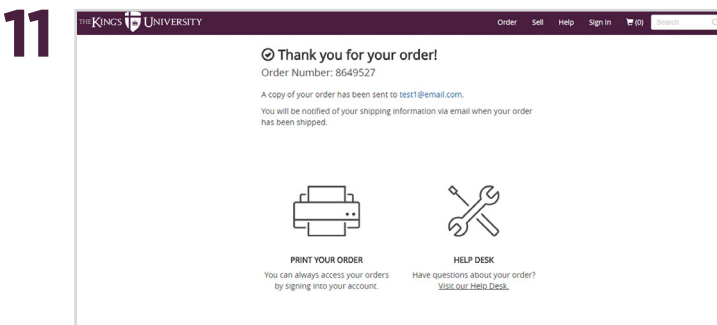 11
THE KING'S UNIVERSITY
Order Sell Help Sign In (0) Search
Thank you for your order!
Order Number: 8649527
A copy of your order has been sent to test1@email.com.
You will be notified of your shipping information via email when your order
has been shipped.
PRINT YOUR ORDER
You can always access your orders
by signing into your account.
HELP DESK
Have questions about your order?
Visit our Help Desk.